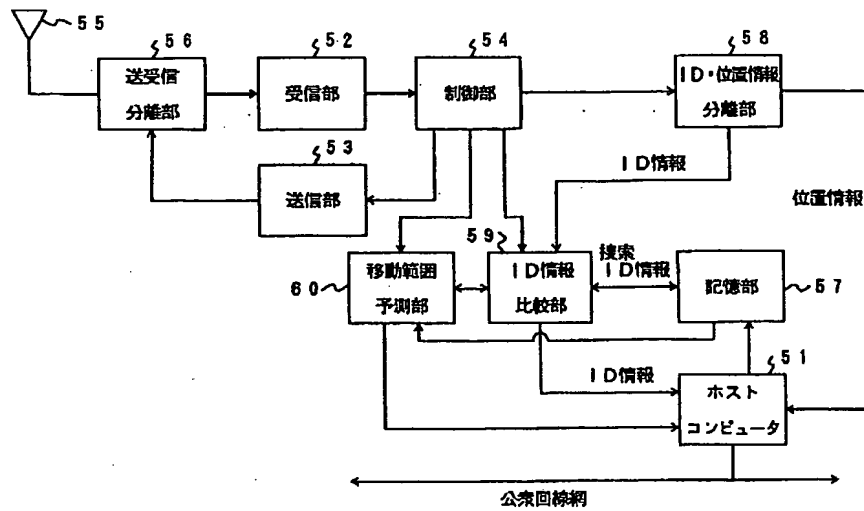 ５５
５６
送受信
分離部
５２
受信部
５４
制御部
５８
ＩＤ・位置情報
分離部
５３
送信部
ＩＤ情報
位置情報
５９
６０
移動範囲
予測部
ＩＤ情報
比較部
捜索
ＩＤ情報
記憶部
５７
ＩＤ情報
５１
ホスト
コンピュータ
公衆回線網